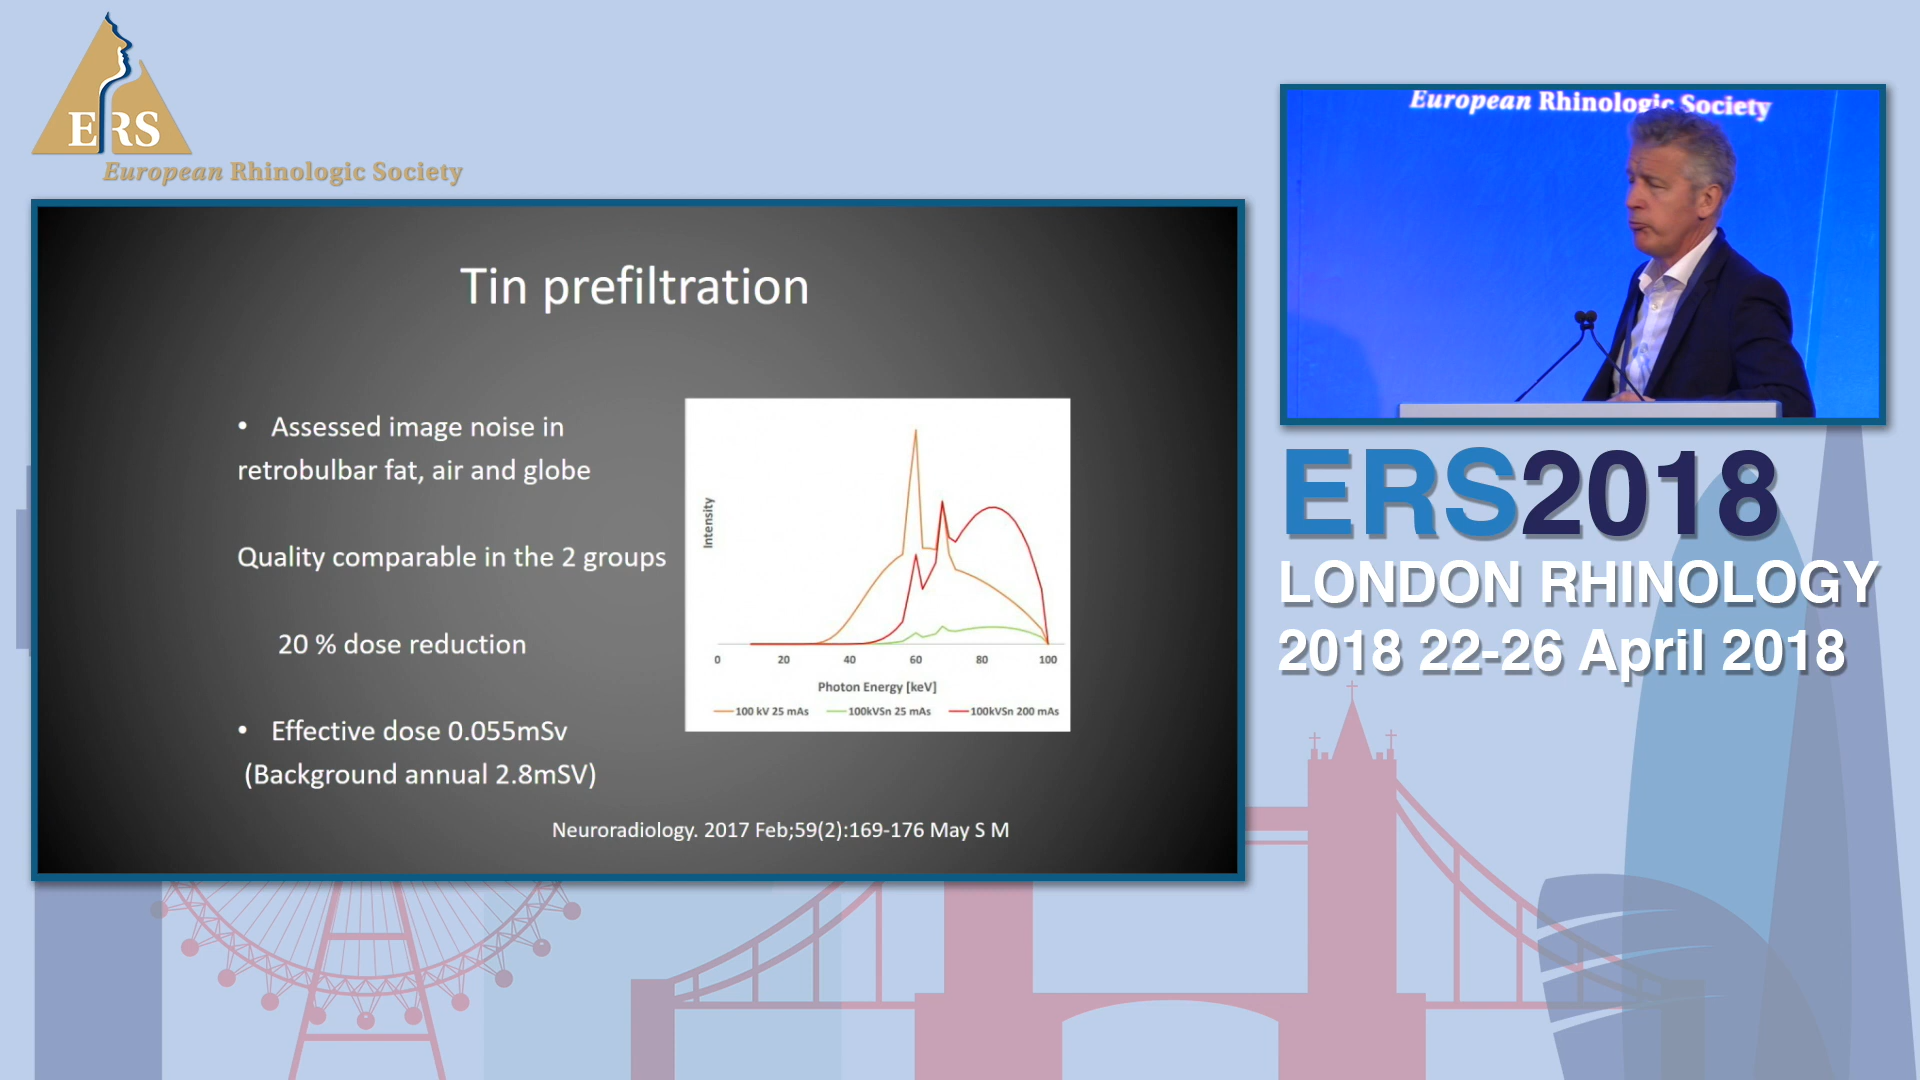 ERS
European Rhinologic Society
European Rhinologic Society
Tin prefiltration
• Assessed image noise in
retrobulbar fat, air and globe
Quality comparable in the 2 groups
20 % dose reduction
• Effective dose 0.055mSv
(Background annual 2.8mSV)
Neuroradiology. 2017 Feb;59(2):169-176 May S M
Intensity
0 20 40 60 80 100
Photon Energy [keV]
100 kV 25 mAs 100kVSn 25 mAs 100kVSn 200 mAs
ERS2018
LONDON RHINOLOGY
2018 22-26 April 2018